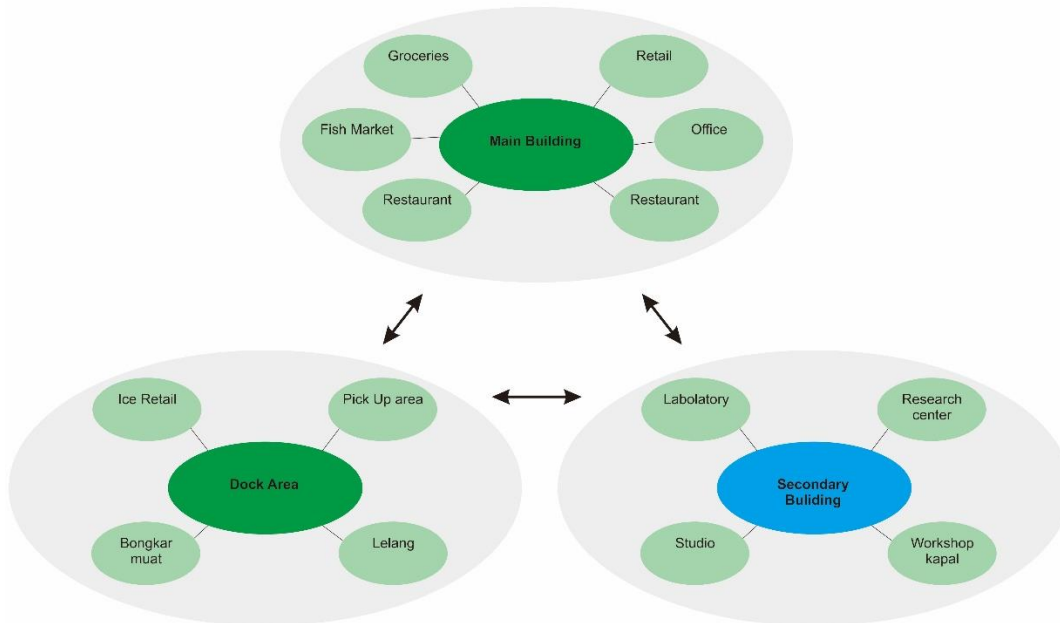 Groceries
Retail
Fish Market
Main Building
Office
Restaurant
Restaurant
Ice Retail
Pick Up area
Dock Area
Bongkar
muat
Lelang
Labolatory
Research
center
Secondary
Buliding
Studio
Workshop
kapal